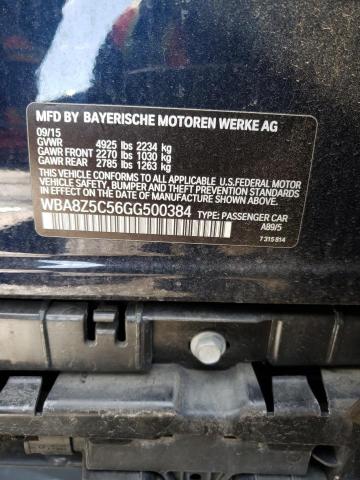 MFD BY BAYERISCHE MOTOREN WERKE AG
09/15
GVWR 4925 lbs 2234 kg
GAWR FRONT 2270 lbs 1030 kg
GAWR REAR 2785 lbs 1263 kg
THIS VEHICLE CONFORMS TO ALL APPLICABLE U.S.FEDERAL MOTOR
VEHICLE SAFETY, BUMPER, AND THEFT PREVENTION STANDARDS
IN EFFECT ON THE DATE OF MANUFACTURE SHOWN ABOVE.
WBA8Z5C56GG500384 TYPE: PASSENGER CAR
A89/5
7 315 814